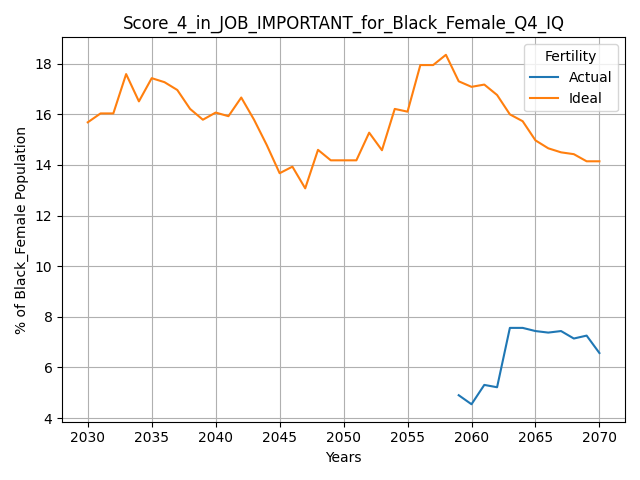 Score_4_in_JOB_IMPORTANT_for_Black_Female_Q4_IQ
Fertility
Actual
Ideal
% of Black_Female Population
18
16
14
12
10
8
6
4
2030 2035 2040 2045 2050 2055 2060 2065 2070
Years